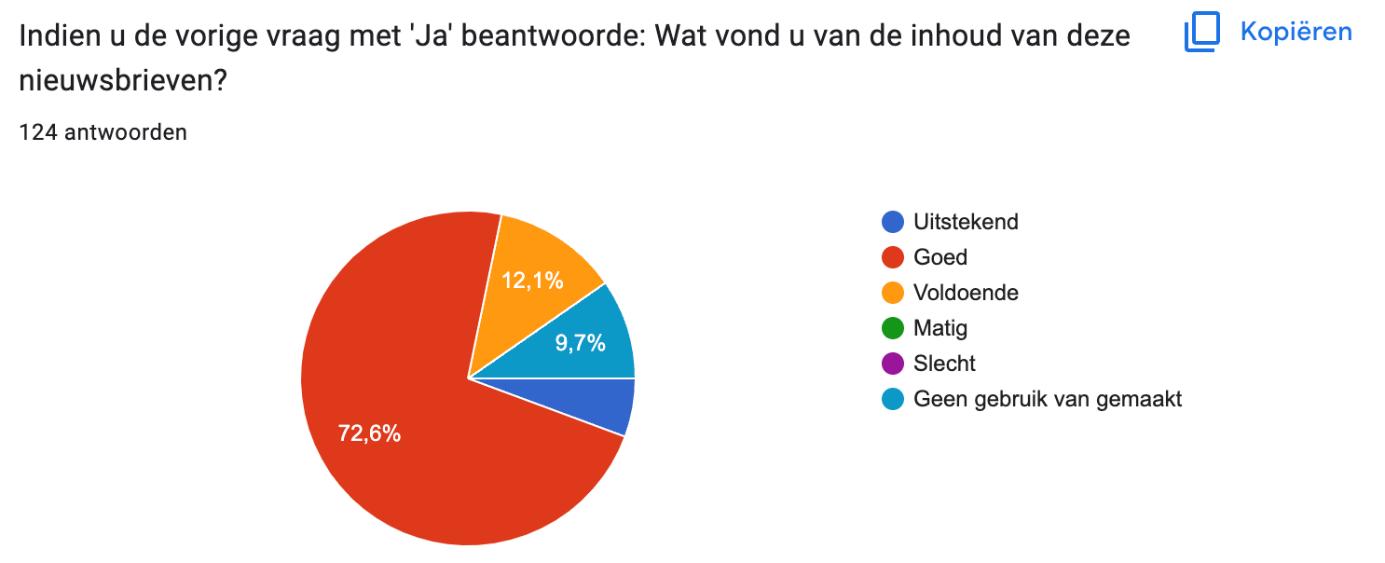 Indien u de vorige vraag met 'Ja' beantwoorde: Wat vond u van de inhoud van deze
nieuwsbrieven?
Kopiëren
124 antwoorden
12,1%
9,7%
72,6%
Uitstekend
Goed
Voldoende
Matig
Slecht
Geen gebruik van gemaakt